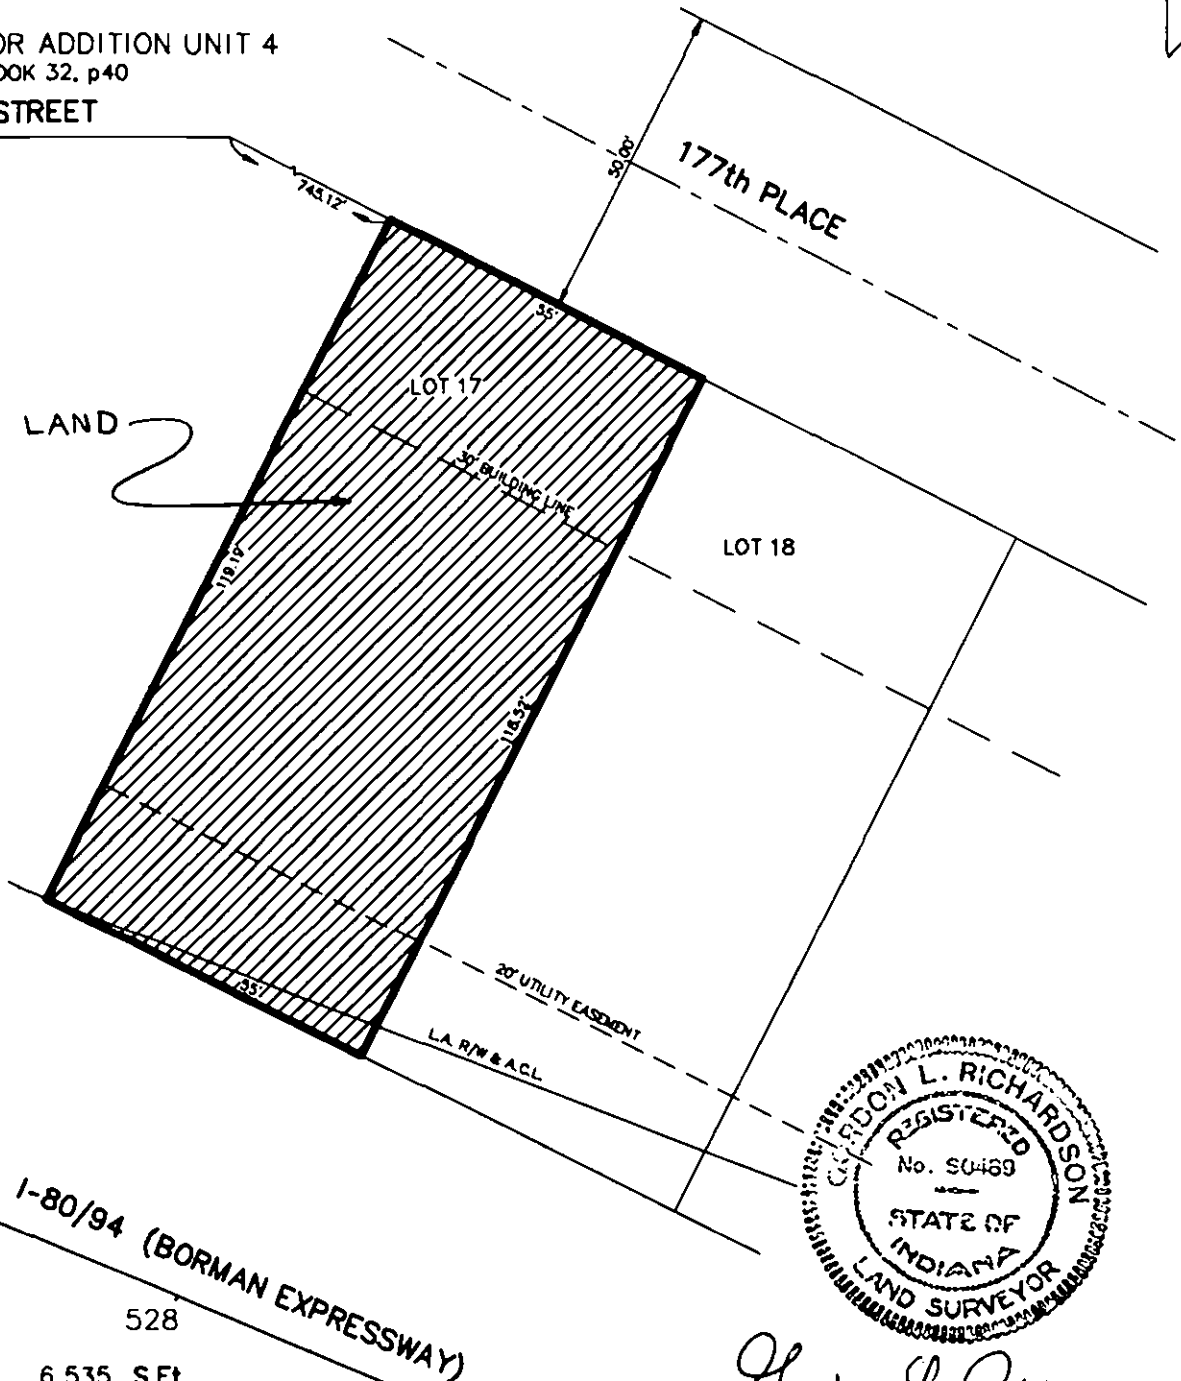 OR ADDITION UNIT 4
OOK 32, p40
STREET
745.12'
50.00'
177th PLACE
55'
LOT 17
LAND
30' BUILDING LINE
LOT 18
119.19'
118.52'
55'
20' UTILITY EASEMENT
L.A. R/W & A.C.L.
GORDON L. RICHARDSON
REGISTERED
No. S0469
STATE OF
INDIANA
LAND SURVEYOR
I-80/94 (BORMAN EXPRESSWAY)
528
6,535 S.Ft.